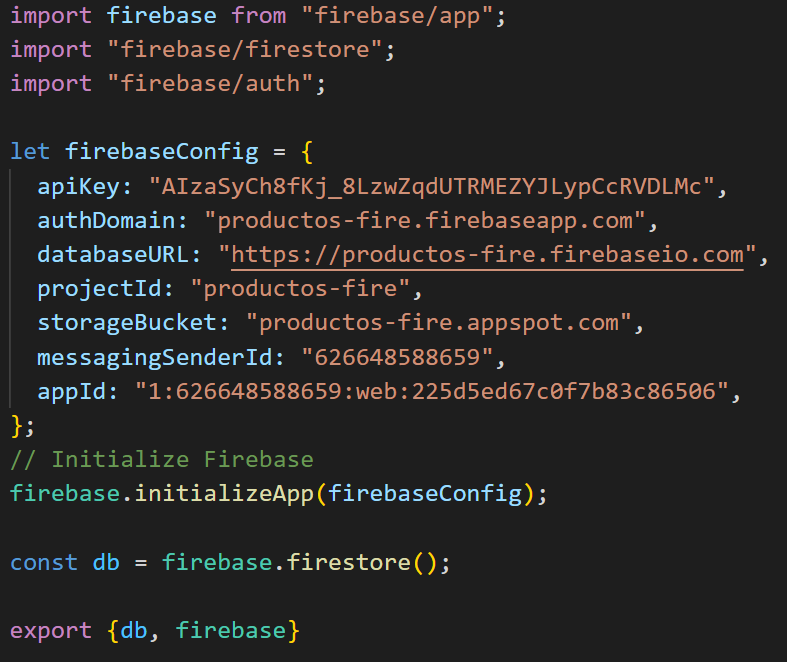 import firebase from "firebase/app";
import "firebase/firestore";
import "firebase/auth";
let firebaseConfig = {
apiKey: "AIzaSyCh8fKj_8LzwZqdUTRMEZYJLypCcRVDLMc",
authDomain: "productos-fire.firebaseapp.com",
databaseURL: "https://productos-fire.firebaseio.com",
projectId: "productos-fire",
storageBucket: "productos-fire.appspot.com",
messagingSenderId: "626648588659",
appId: "1:626648588659:web:225d5ed67c0f7b83c86506",
};
// Initialize Firebase
firebase.initializeApp(firebaseConfig);
const db = firebase.firestore();
export {db, firebase}